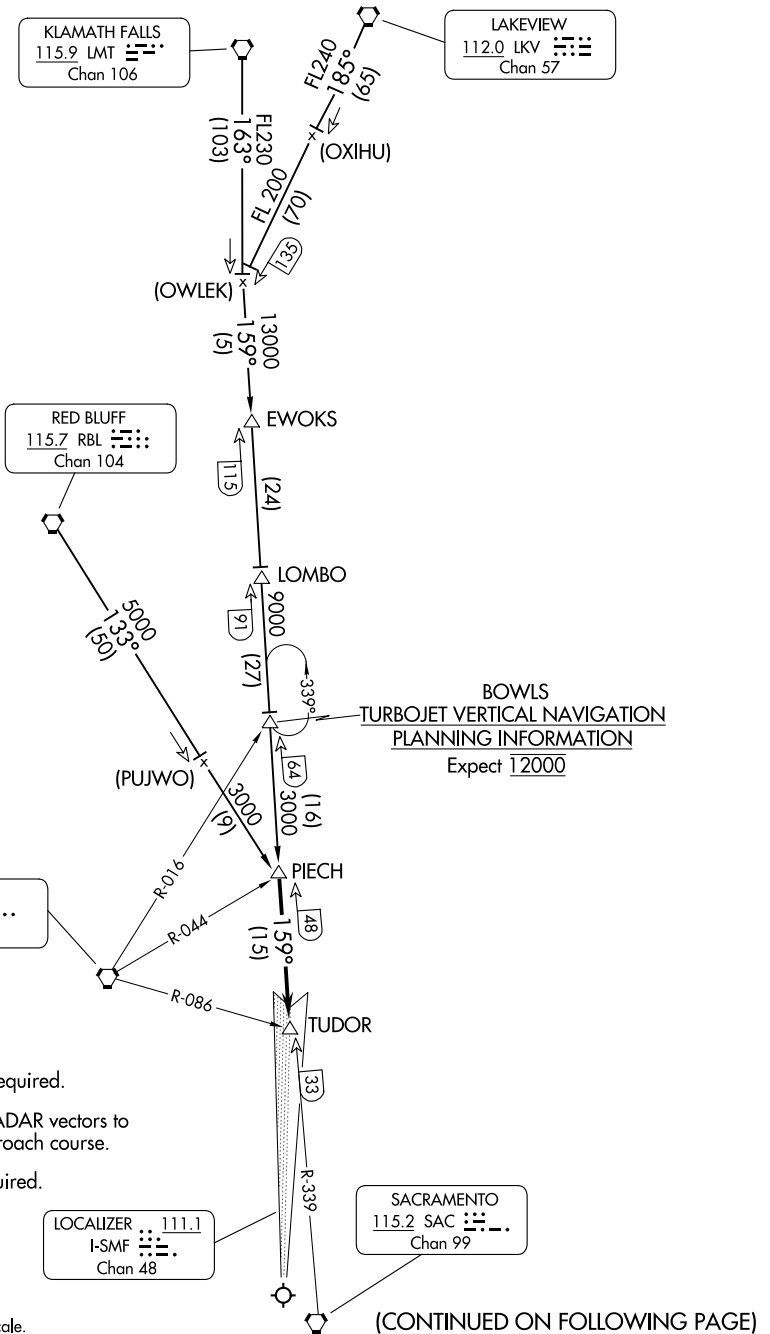 KLAMATH FALLS
115.9 LMT
Chan 106
LAKEVIEW
112.0 LKV
Chan 57
FL240
185°
(65)
(OXIHU)
FL230
163°
(103)
FL 200
(70)
135
(OWLEK)
13000
159°
(5)
EWOKS
115
(24)
RED BLUFF
115.7 RBL
Chan 104
LOMBO
91
9000
(27)
339°
5000
133°
(50)
BOWLS
TURBOJET VERTICAL NAVIGATION
PLANNING INFORMATION
Expect 12000
64
(16)
3000
(PUJWO)
3000
(9)
PIECH
48
R-016
R-044
R-086
159°
(15)
TUDOR
33
equired.
ADAR vectors to
roach course.
uired.
R-339
LOCALIZER 111.1
I-SMF
Chan 48
SACRAMENTO
115.2 SAC
Chan 99
cale.
(CONTINUED ON FOLLOWING PAGE)